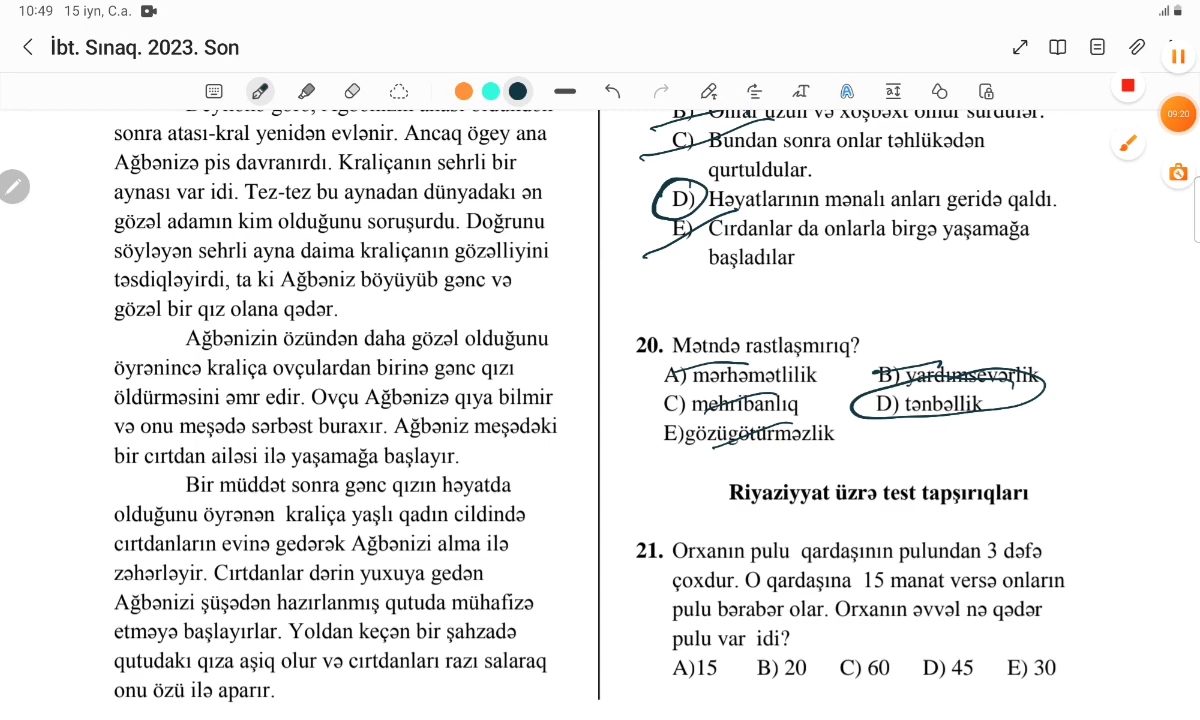 10:49 15 iyn, C.a.
İbt. Sınaq. 2023. Son
09:20
sonra atası-kral yenidən evlənir. Ancaq ögey ana
Ağbənizə pis davranırdı. Kraliçanın sehrli bir
aynası var idi. Tez-tez bu aynadan dünyadakı ən
gözəl adamın kim olduğunu soruşurdu. Doğrunu
söyləyən sehrli ayna daima kraliçanın gözəlliyini
təsdiqləyirdi, ta ki Ağbəniz böyüyüb gənc və
gözəl bir qız olana qədər.
Ağbənizin özündən daha gözəl olduğunu
öyrənincə kraliça ovçulardan birinə gənc qızı
öldürməsini əmr edir. Ovçu Ağbənizə qıya bilmir
və onu meşədə sərbəst buraxır. Ağbəniz meşədəki
bir cırtdan ailəsi ilə yaşamağa başlayır.
Bir müddət sonra gənc qızın həyatda
olduğunu öyrənən kraliça yaşlı qadın cildində
cırtdanların evinə gedərək Ağbənizi alma ilə
zəhərləyir. Cırtdanlar dərin yuxuya gedən
Ağbənizi şüşədən hazırlanmış qutuda mühafizə
etməyə başlayırlar. Yoldan keçən bir şahzadə
qutudakı qıza aşiq olur və cırtdanları razı salaraq
onu özü ilə aparır.
B) Onlar uzun və xoşbəxt ömür sürdülər.
C) Bundan sonra onlar təhlükədən
qurtuldular.
D) Həyatlarının mənalı anları geridə qaldı.
E) Cırdanlar da onlarla birgə yaşamağa
başladılar
20. Mətndə rastlaşmırıq?
A) mərhəmətlilik B) yardımsevərlik
C) mehribanlıq D) tənbəllik
E)gözügötürməzlik
Riyaziyyat üzrə test tapşırıqları
21. Orxanın pulu qardaşının pulundan 3 dəfə
çoxdur. O qardaşına 15 manat versə onların
pulu bərabər olar. Orxanın əvvəl nə qədər
pulu var idi?
A)15 B) 20 C) 60 D) 45 E) 30